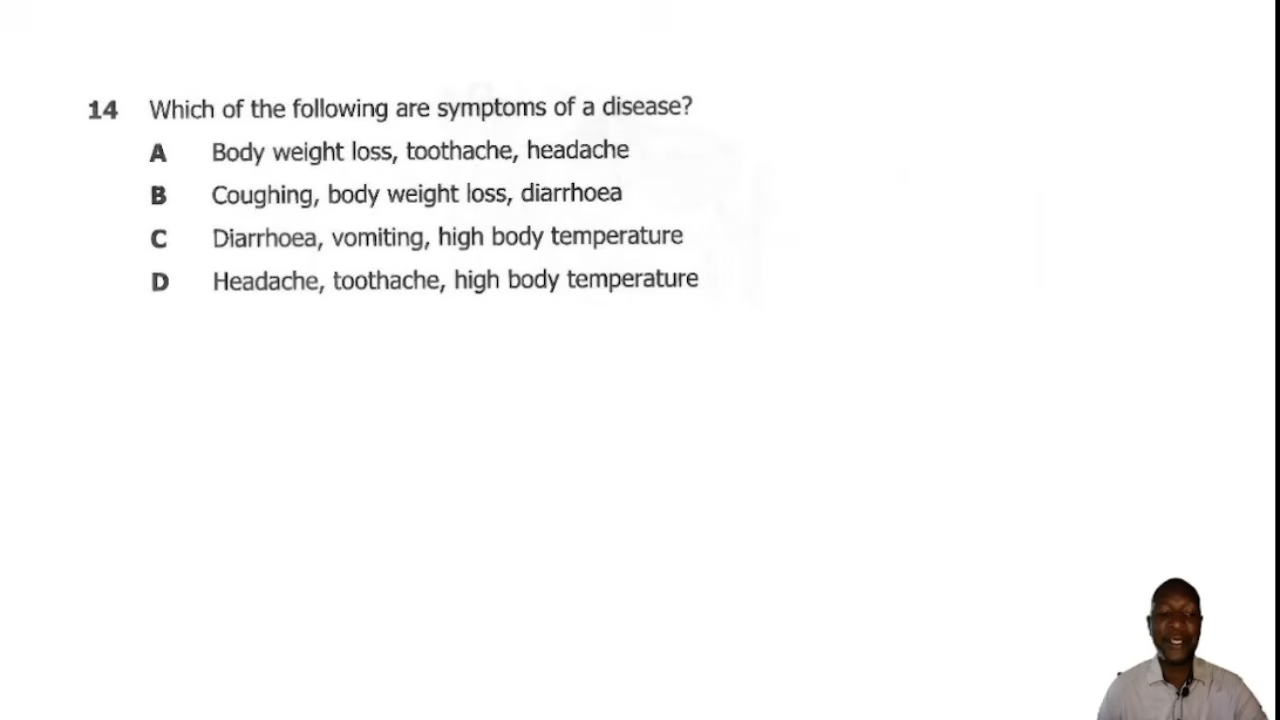 14 Which of the following are symptoms of a disease?
A Body weight loss, toothache, headache
B Coughing, body weight loss, diarrhoea
C Diarrhoea, vomiting, high body temperature
D Headache, toothache, high body temperature